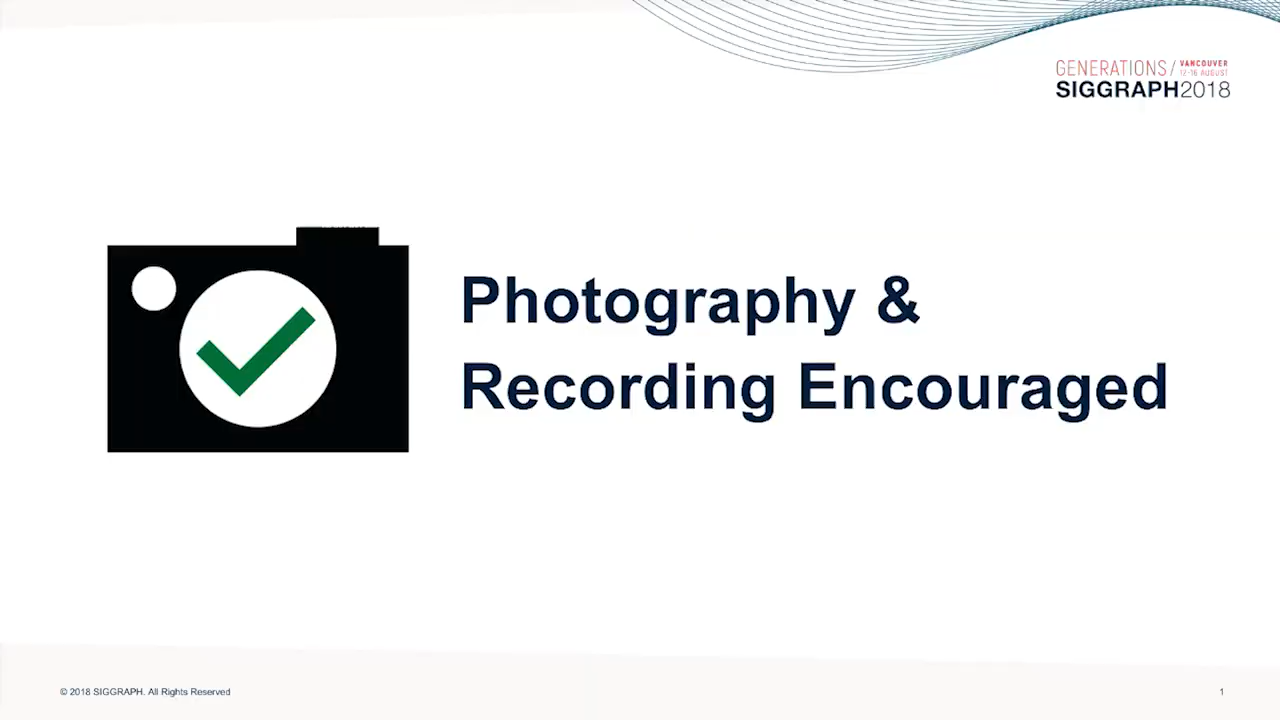 GENERATIONS / VANCOUVER
12-16 AUGUST
SIGGRAPH2018
Photography &
Recording Encouraged
© 2018 SIGGRAPH. All Rights Reserved
1